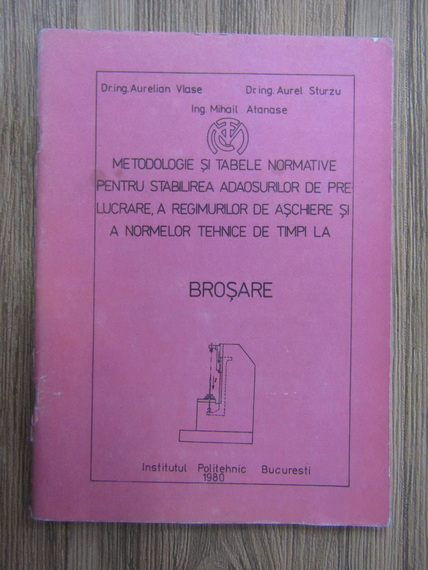 Dr.ing. Aurelian Vlase Dr.ing. Aurel Sturzu
Ing. Mihail Atanase
METODOLOGIE ȘI TABELE NORMATIVE
PENTRU STABILIREA ADAOSURILOR DE PRE
LUCRARE, A REGIMURILOR DE AȘCHIERE ȘI
A NORMELOR TEHNICE DE TIMPI LA
BROȘARE
Institutul Politehnic Bucuresti
1980